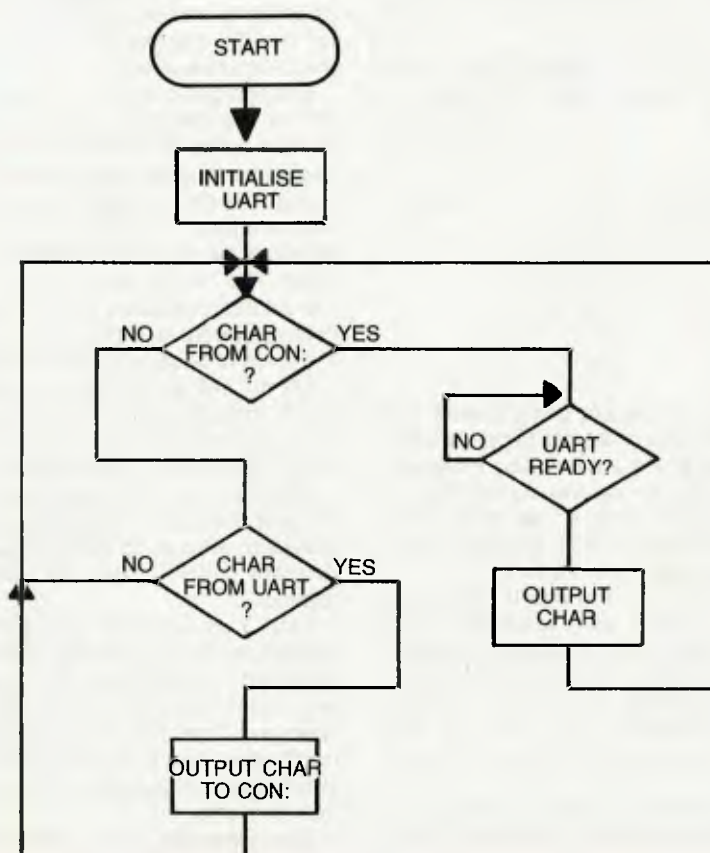 START
INITIALISE
UART
NO
CHAR
FROM CON:
?
YES
NO
UART
READY?
NO
CHAR
FROM UART
?
YES
OUTPUT
CHAR
OUTPUT CHAR
TO CON: